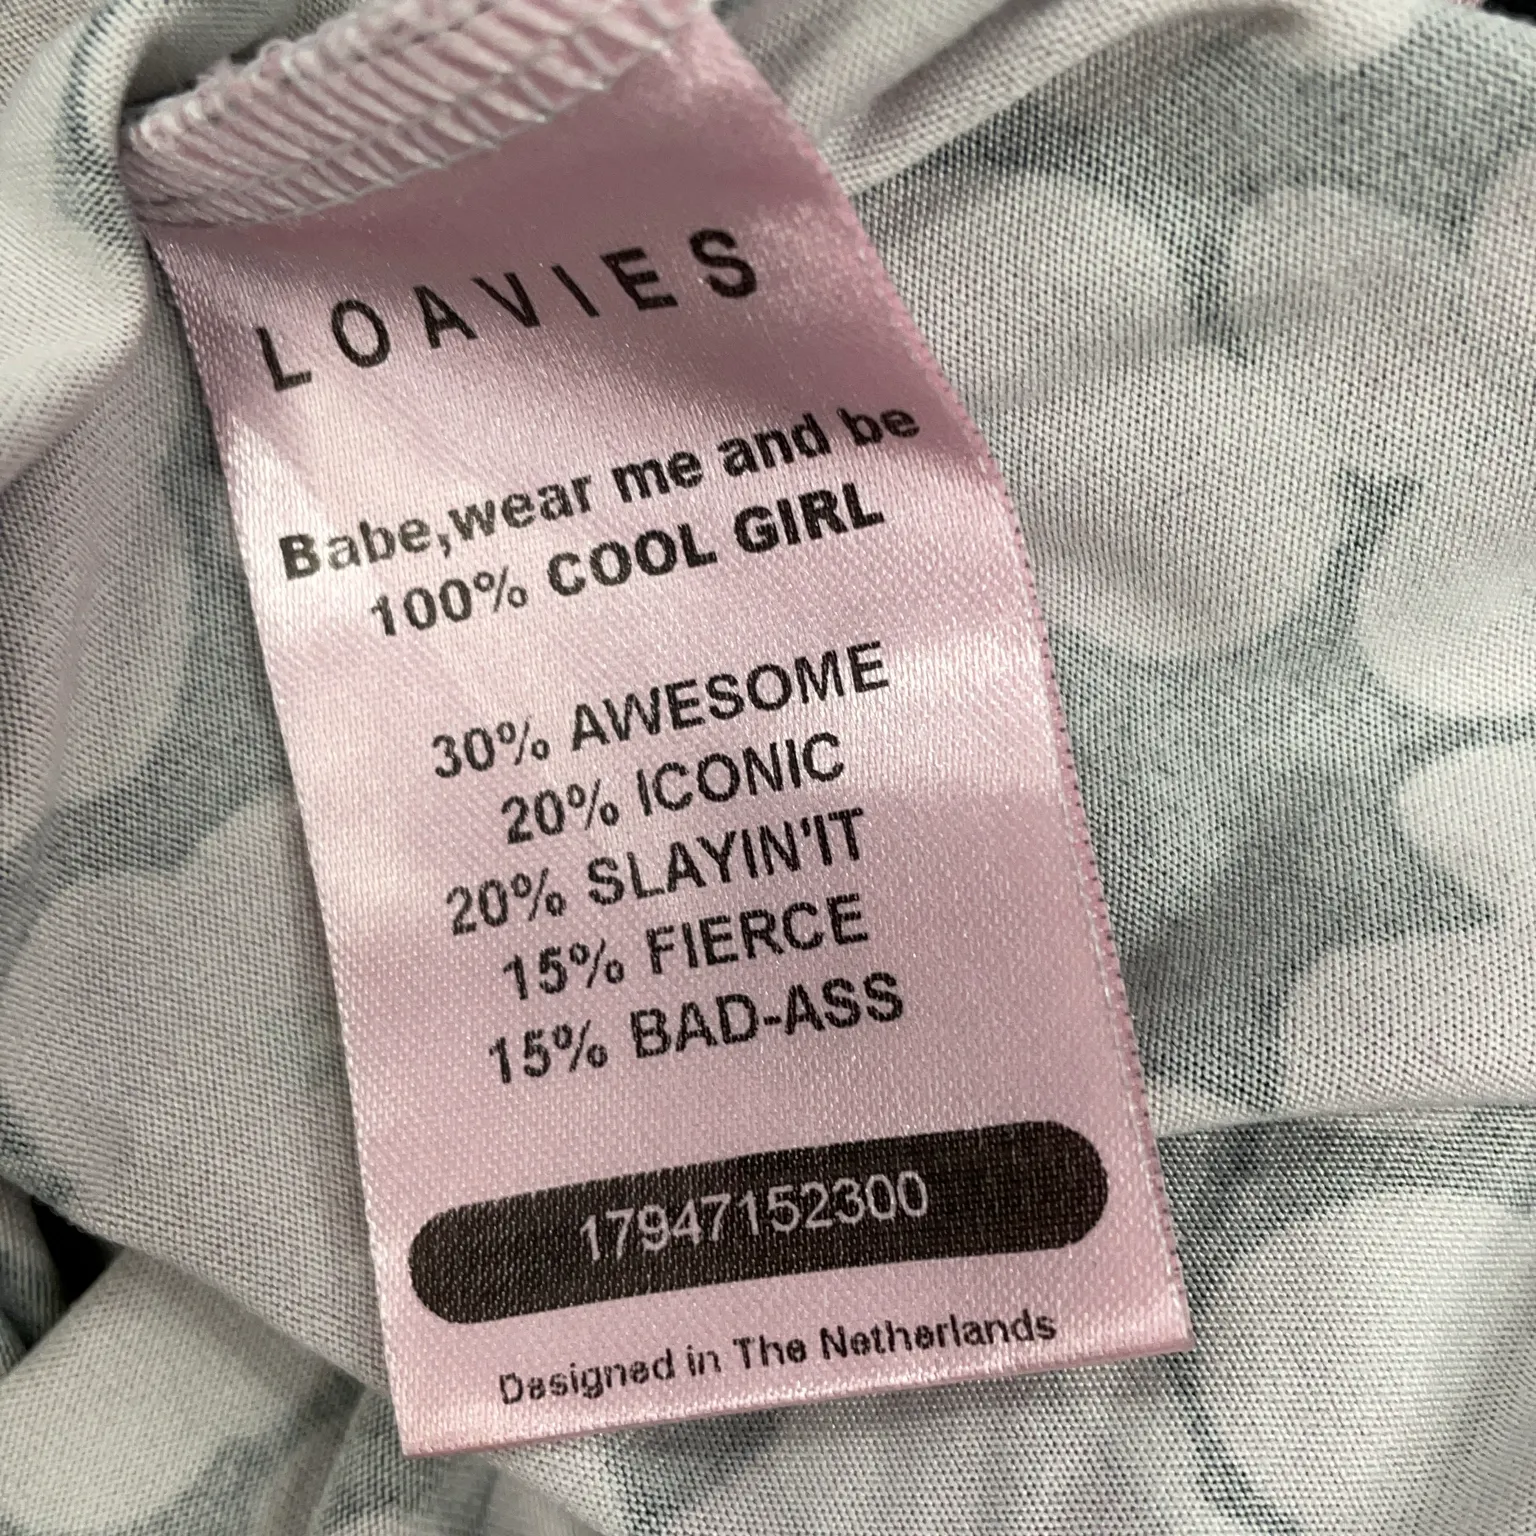 LOAVIES
Babe,wear me and be
100% COOL GIRL
30% AWESOME
20% ICONIC
20% SLAYIN'IT
15% FIERCE
15% BAD-ASS
17947152300
Designed in The Netherlands